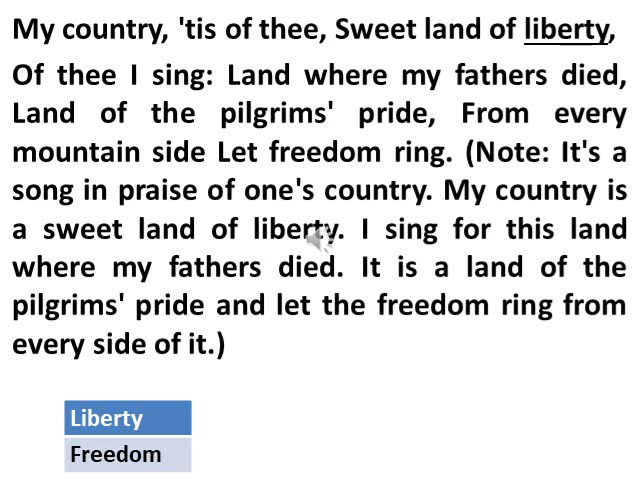 My country, 'tis of thee, Sweet land of liberty,
Of thee I sing: Land where my fathers died,
Land of the pilgrims' pride, From every
mountain side Let freedom ring. (Note: It's a
song in praise of one's country. My country is
a sweet land of liberty. I sing for this land
where my fathers died. It is a land of the
pilgrims' pride and let the freedom ring from
every side of it.)
Liberty
Freedom